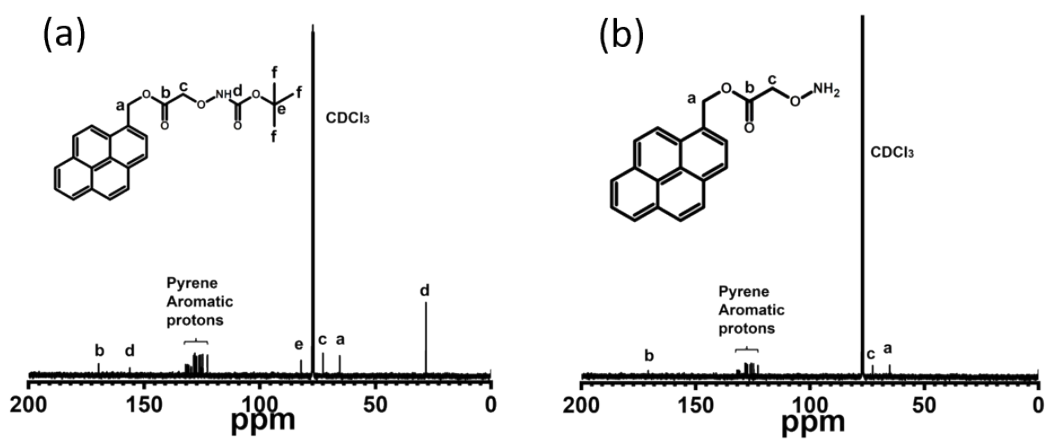 (a)
f
b c d f
a O O NH O e
O O f
CDCl3
Pyrene
Aromatic
protons
d
b d e c a
200 150 100 50 0
ppm
(b)
b c
a O O NH2
O
CDCl3
Pyrene
Aromatic
protons
b c a
200 150 100 50 0
ppm